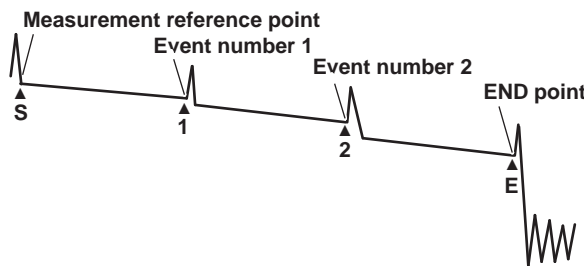 Measurement reference point
Event number 1
Event number 2
END point
▲
S
▲
1
▲
2
▲
E